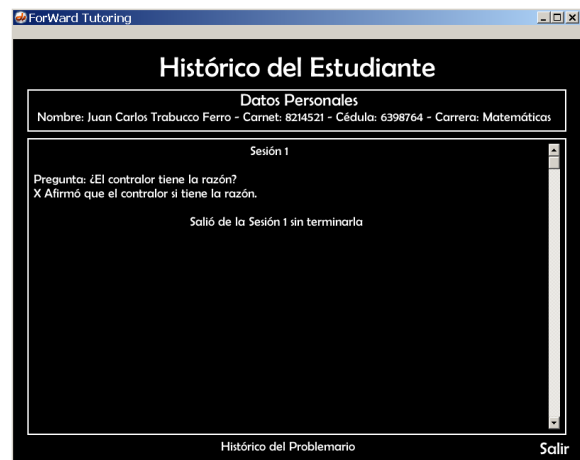 ForWard Tutoring
Histórico del Estudiante
Datos Personales
Nombre: Juan Carlos Trabucco Ferro - Carnet: 8214521 - Cédula: 6398764 - Carrera: Matemáticas
Sesión 1
Pregunta: ¿El contralor tiene la razón?
X Afirmó que el contralor si tiene la razón.
Salió de la Sesión 1 sin terminarla
Histórico del Problemario
Salir